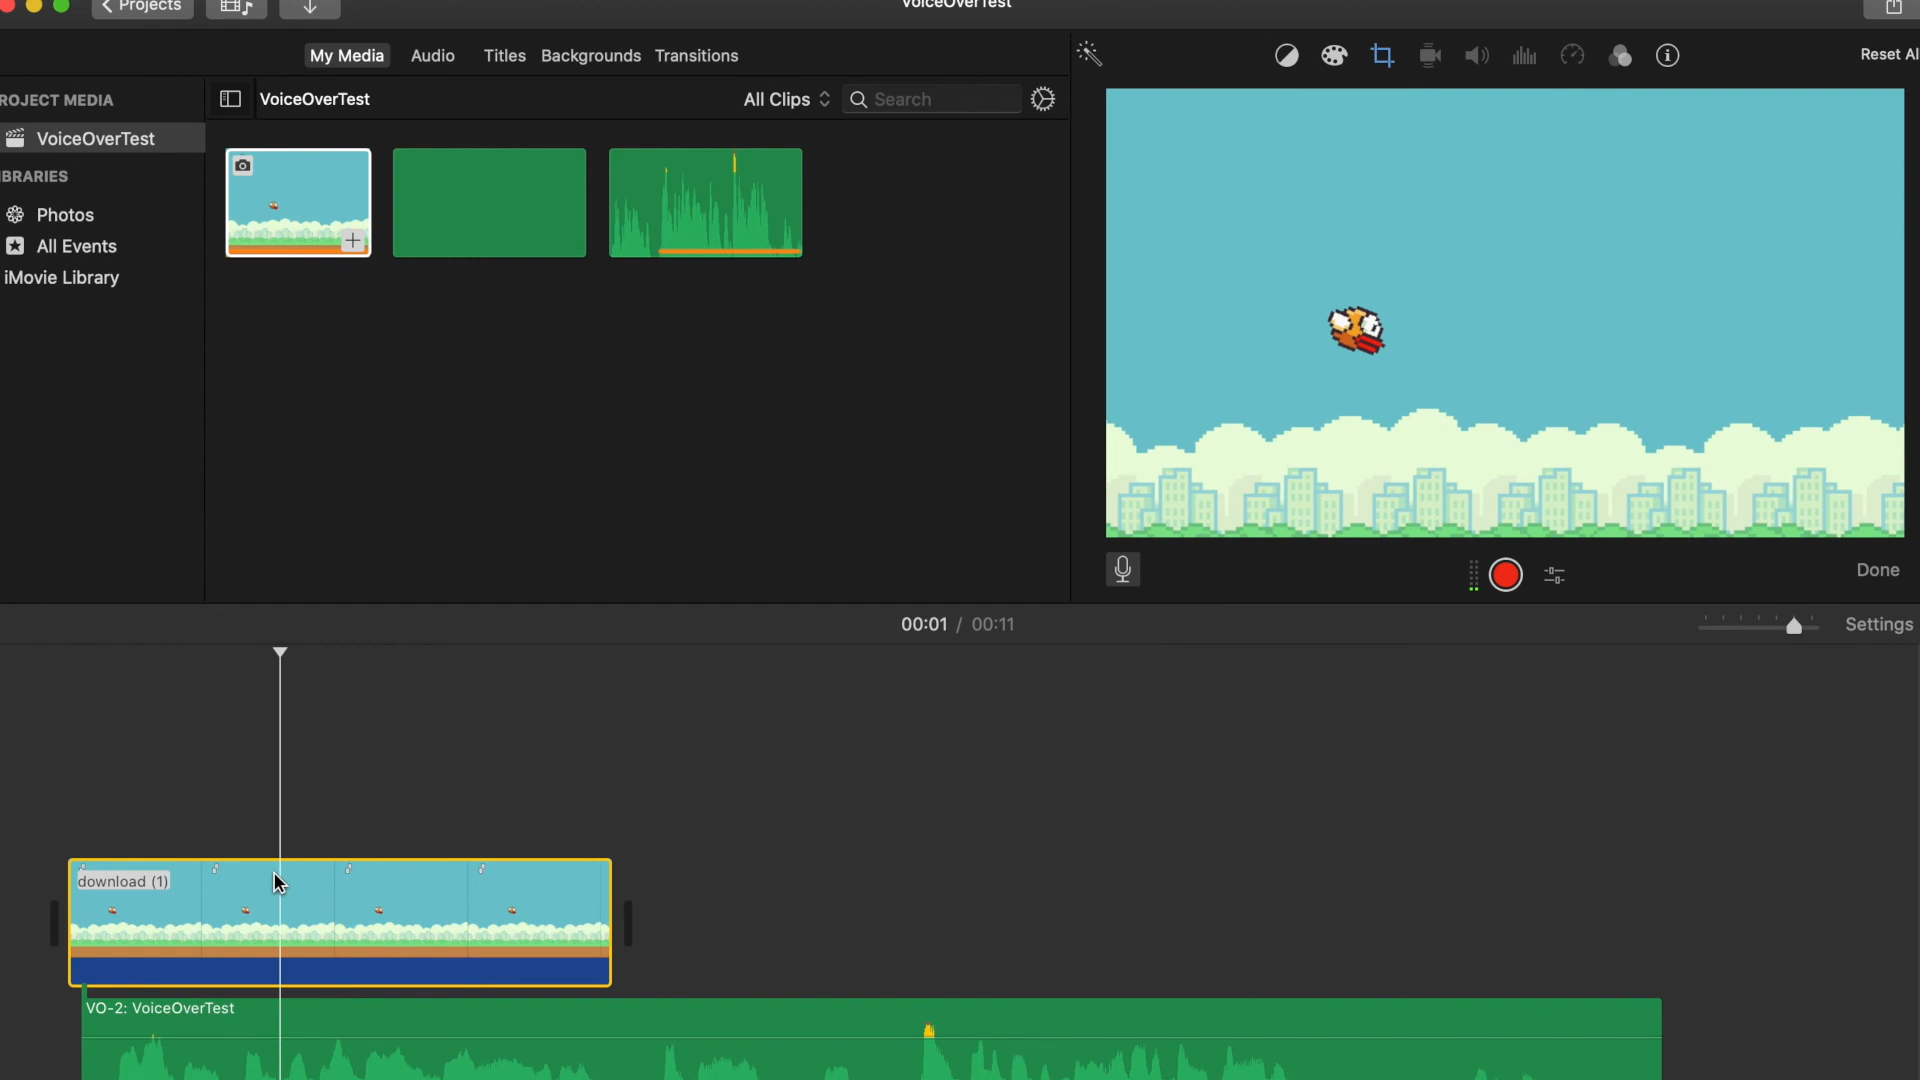 Projects
VoiceOverTest
My Media
Audio
Titles
Backgrounds
Transitions
Reset Al
ROJECT MEDIA
VoiceOverTest
All Clips
Search
VoiceOverTest
BRARIES
Photos
All Events
iMovie Library
Done
00:01 / 00:11
Settings
download (1)
VO-2: VoiceOverTest